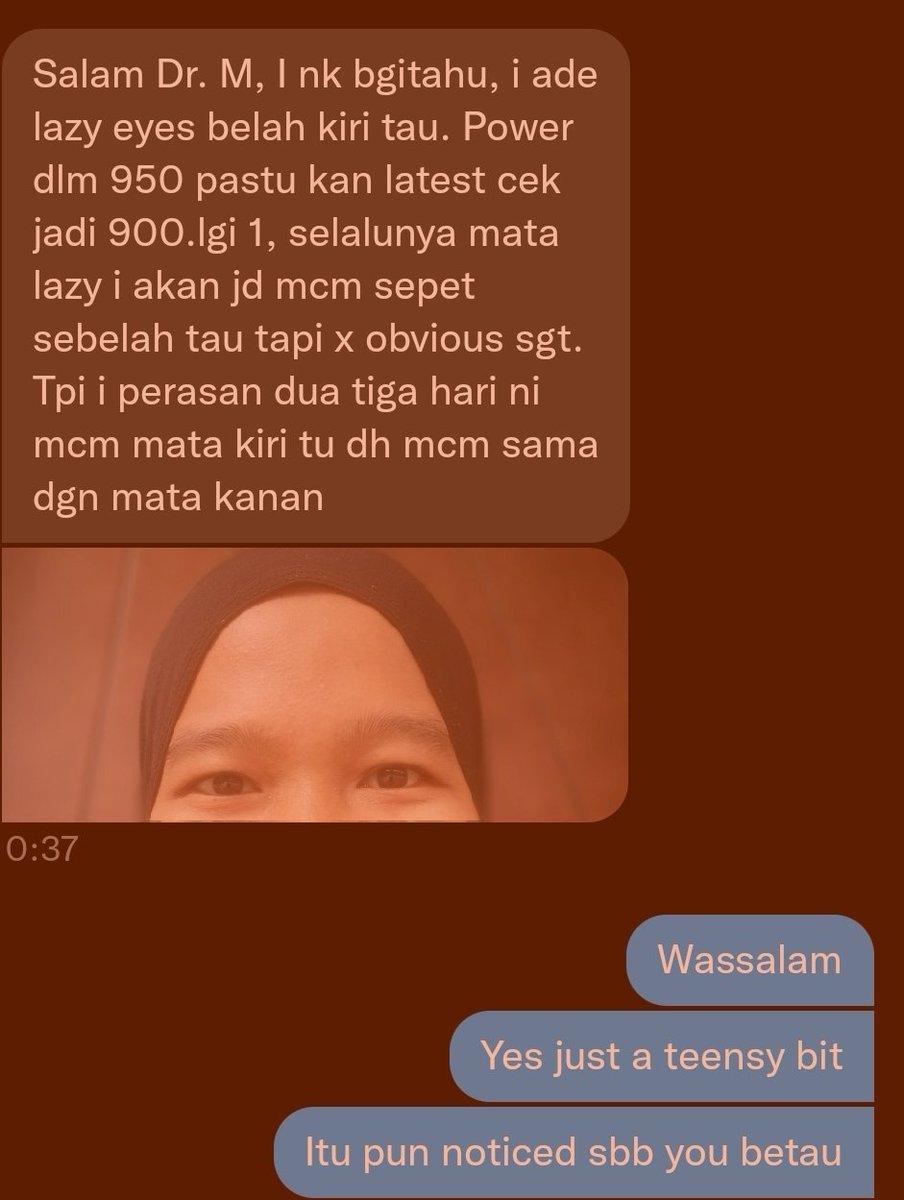 Salam Dr. M, I nk bgitahu, i ade
lazy eyes belah kiri tau. Power
dlm 950 pastu kan latest cek
jadi 900.lgi 1, selalunya mata
lazy i akan jd mcm sepet
sebelah tau tapi x obvious sgt.
Tpi i perasan dua tiga hari ni
mcm mata kiri tu dh mcm sama
dgn mata kanan
0:37
Wassalam
Yes just a teensy bit
Itu pun noticed sbb you betau